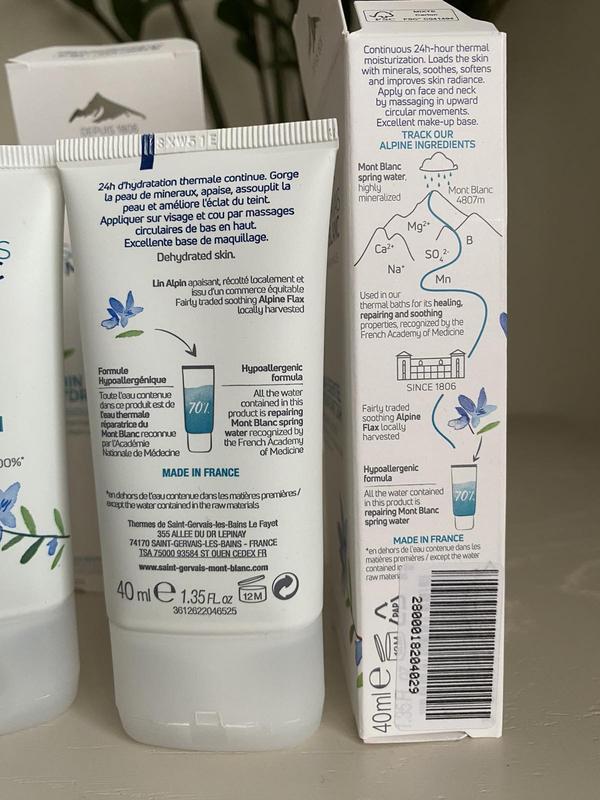 DEPUIS 1806
00%*
24h d'hydratation thermale continue. Gorge
la peau de mineraux, apaise, assouplit la
peau et améliore l'éclat du teint.
Appliquer sur visage et cou par massages
circulaires de bas en haut.
Excellente base de maquillage.
Dehydrated skin.
Lin Alpin apaisant, récolté localement et
issu d'un commerce équitable
Fairly traded soothing Alpine Flax
locally harvested
Formule
Hypoallergénique
Toute l'eau contenue
dans ce produit est de
l'eau thermale
réparatrice du
Mont Blanc reconnue
par l'Académie
Nationale de Médecine
70%
Hypoallergenic
formula
All the water
contained in this
product is repairing
Mont Blanc spring
water recognized by
the French Academy
of Medicine
MADE IN FRANCE
*en dehors de l'eau contenue dans les matières premières /
except the water contained in the raw materials
Thermes de Saint-Gervais-les-Bains Le Fayet
355 ALLEE DU DR LEPINAY
74170 SAINT-GERVAIS-LES-BAINS - FRANCE
TSA 75000 93584 ST OUEN CEDEX FR
www.saint-gervais-mont-blanc.com
40 ml e 1.35 FL.oz 12M
3612622046525
MIXTE
Carton
FSC FSC® C041494
Continuous 24h-hour thermal
moisturization. Loads the skin
with minerals, soothes, softens
and improves skin radiance.
Apply on face and neck
by massaging in upward
circular movements.
Excellent make-up base.
TRACK OUR
ALPINE INGREDIENTS
Mont Blanc
spring water,
highly
mineralized
Mont Blanc
4807m
Mg2+
Ca2+
SO42-
B
Na+
Mn
Used in our
thermal baths for its healing,
repairing and soothing
properties, recognized by the
French Academy of Medicine
SINCE 1806
Fairly traded
soothing Alpine
Flax locally
harvested
Hypoallergenic
formula
All the water
contained in this
product is
repairing Mont Blanc
spring water
70%
MADE IN FRANCE
*en dehors de l'eau contenue dans les
matières premières / except the water
contained in
raw materi
40ml e
12M
PAP
2800018204029